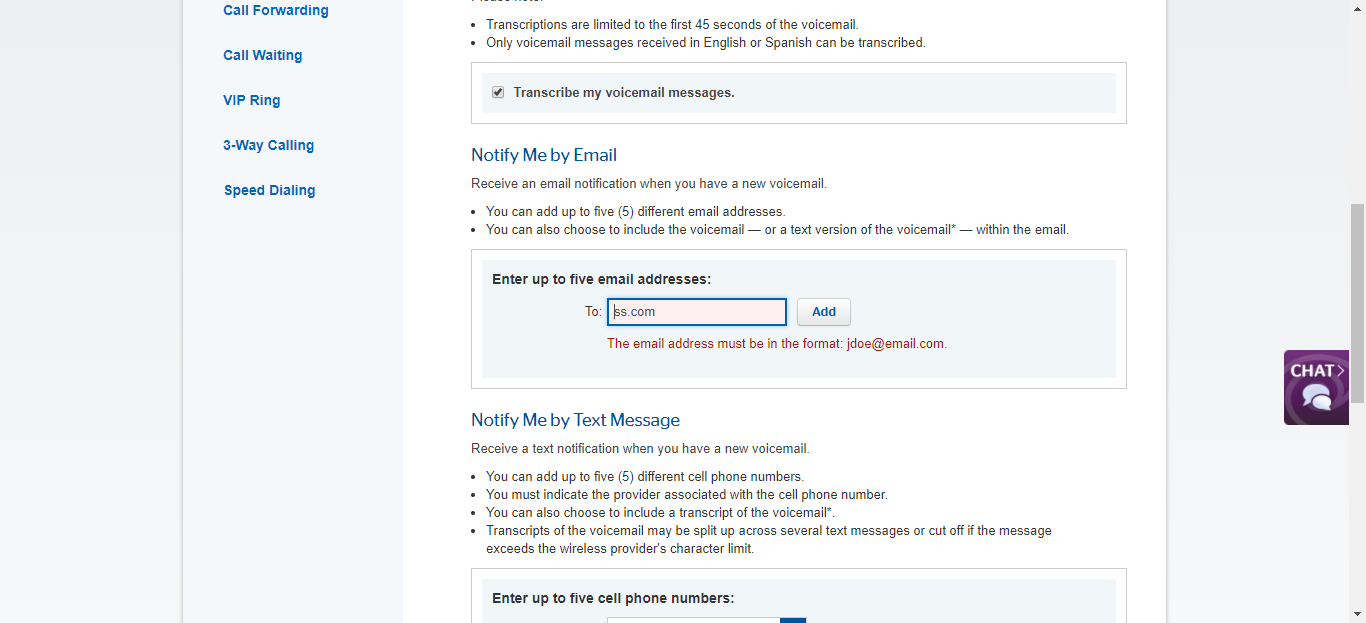 Call Forwarding
Call Waiting
VIP Ring
3-Way Calling
Speed Dialing
Transcriptions are limited to the first 45 seconds of the voicemail.
Only voicemail messages received in English or Spanish can be transcribed.
Transcribe my voicemail messages.
Notify Me by Email
Receive an email notification when you have a new voicemail.
You can add up to five (5) different email addresses.
You can also choose to include the voicemail — or a text version of the voicemail* — within the email.
Enter up to five email addresses:
To: ss.com Add
The email address must be in the format: jdoe@email.com.
CHAT
Notify Me by Text Message
Receive a text notification when you have a new voicemail.
You can add up to five (5) different cell phone numbers.
You must indicate the provider associated with the cell phone number.
You can also choose to include a transcript of the voicemail*.
Transcripts of the voicemail may be split up across several text messages or cut off if the message
exceeds the wireless provider's character limit.
Enter up to five cell phone numbers: